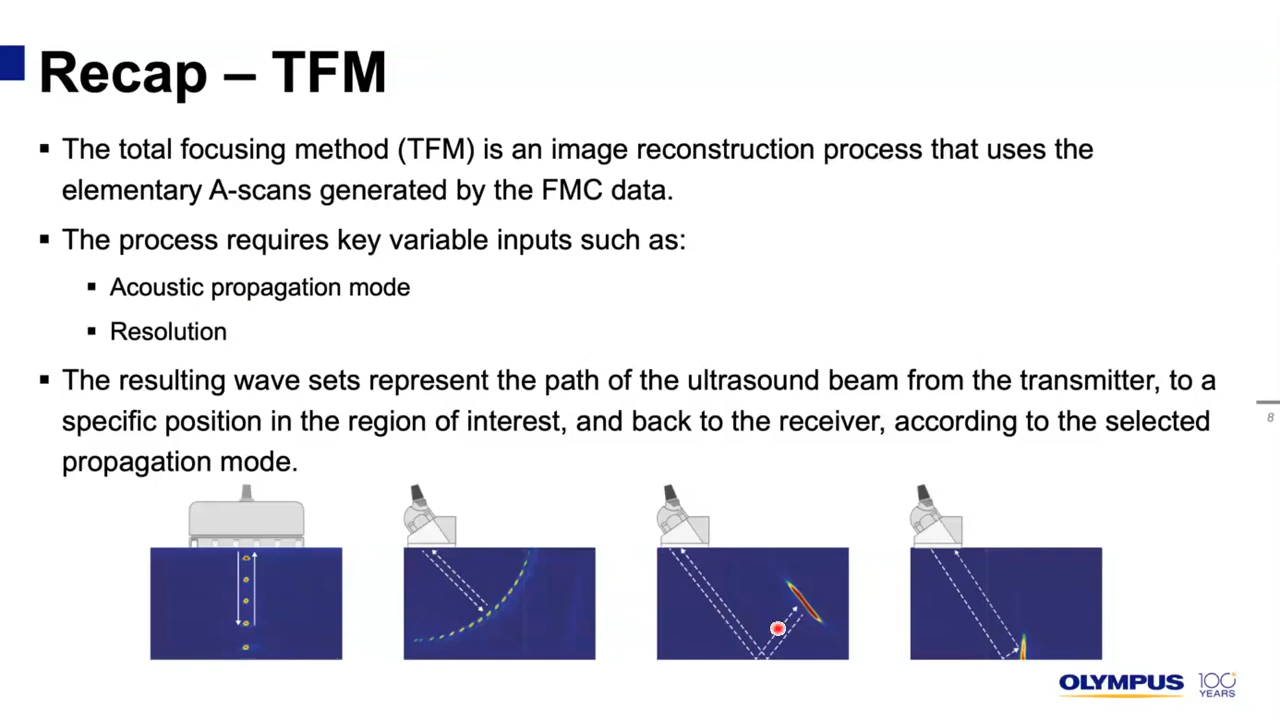 Recap – TFM
▪ The total focusing method (TFM) is an image reconstruction process that uses the
elementary A-scans generated by the FMC data.
▪ The process requires key variable inputs such as:
▪ Acoustic propagation mode
▪ Resolution
▪ The resulting wave sets represent the path of the ultrasound beam from the transmitter, to a
specific position in the region of interest, and back to the receiver, according to the selected
propagation mode.
8
OLYMPUS 100 YEARS